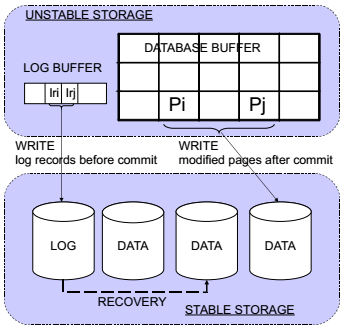 UNSTABLE STORAGE
DATABASE BUFFER
LOG BUFFER
lri lrj
Pi Pj
WRITE
log records before commit
WRITE
modified pages after commit
LOG DATA DATA DATA
RECOVERY
STABLE STORAGE